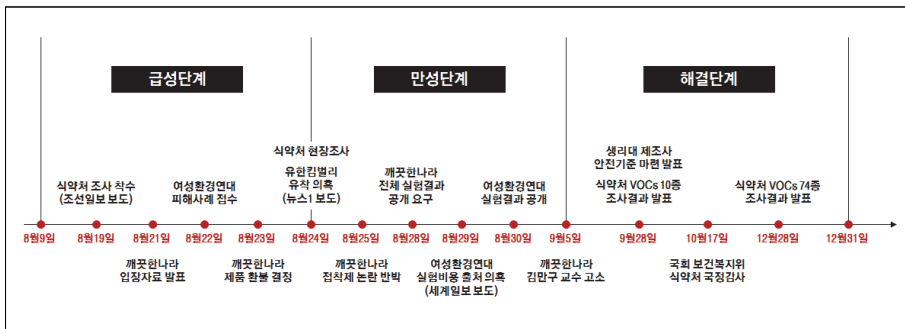 급성단계
만성단계
해결단계
식약처 조사 착수
(조선일보 보도)
여성환경연대
피해사례 접수
식약처 현장조사
유한킴벌리
유착 의혹
(뉴스1 보도)
깨끗한나라
전체 실험결과
공개 요구
여성환경연대
실험결과 공개
생리대 제조사
안전기준 마련 발표
식약처 VOCs 10종
조사결과 발표
식약처 VOCs 74종
조사결과 발표
8월9일
8월19일
8월21일
8월22일
8월23일
8월24일
8월25일
8월28일
8월29일
8월30일
9월5일
9월28일
10월17일
12월28일
12월31일
깨끗한나라
입장자료 발표
깨끗한나라
제품 환불 결정
깨끗한나라
접착제 논란 반박
여성환경연대
실험비용 출처 의혹
(세계일보 보도)
깨끗한나라
김만구 교수 고소
국회 보건복지위
식약처 국정감사